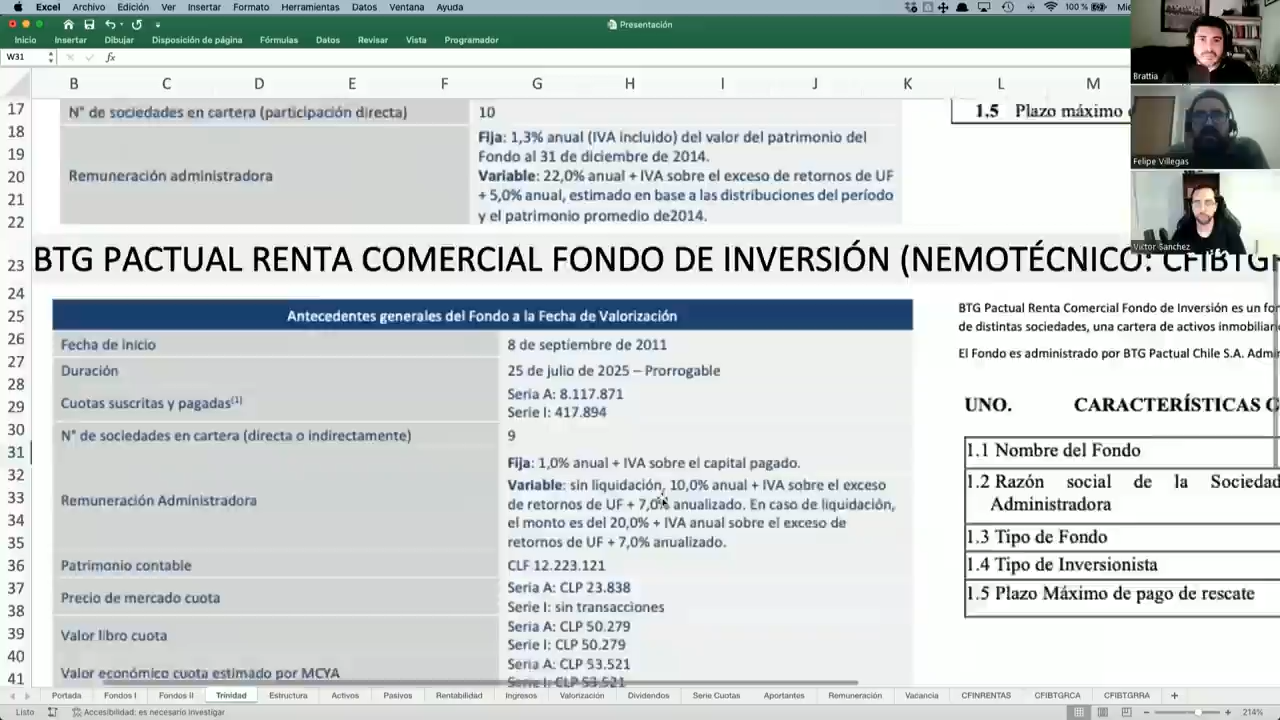 Excel Archivo Edición Ver Insertar Formato Herramientas Datos Ventana Ayuda 100 %
Presentación
Inicio Insertar Dibujar Disposición de página Fórmulas Datos Revisar Vista Programador
W31 fx
B C D E F G H I J K L M
17 18 19 20 21 22 23 24 25 26 27 28 29 30 31 32 33 34 35 36 37 38 39 40 41
N° de sociedades en cartera (participación directa) 10
Remuneración administradora
Fija: 1,3% anual (IVA incluido) del valor del patrimonio del
Fondo al 31 de diciembre de 2014.
Variable: 22,0% anual + IVA sobre el exceso de retornos de UF
+ 5,0% anual, estimado en base a las distribuciones del período
y el patrimonio promedio de2014.
BTG PACTUAL RENTA COMERCIAL FONDO DE INVERSIÓN (NEMOTÉCNICO: CFIBTG
Antecedentes generales del Fondo a la Fecha de Valorización
Fecha de inicio 8 de septiembre de 2011
Duración 25 de julio de 2025 – Prorrogable
Cuotas suscritas y pagadas(1)
Seria A: 8.117.871
Serie I: 417.894
N° de sociedades en cartera (directa o indirectamente) 9
Remuneración Administradora
Fija: 1,0% anual + IVA sobre el capital pagado.
Variable: sin liquidación, 10,0% anual + IVA sobre el exceso
de retornos de UF + 7,0% anualizado. En caso de liquidación,
el monto es del 20,0% + IVA anual sobre el exceso de
retornos de UF + 7,0% anualizado.
Patrimonio contable CLF 12.223.121
Precio de mercado cuota
Seria A: CLP 23.838
Serie I: sin transacciones
Valor libro cuota
Seria A: CLP 50.279
Serie I: CLP 50.279
Valor económico cuota estimado por MCYA
Seria A: CLP 53.521
Serie I: CLP 53.521
1.5 Plazo máximo
BTG Pactual Renta Comercial Fondo de Inversión es un
de distintas sociedades, una cartera de activos
El Fondo es administrado por BTG Pactual Chile S.A.
UNO. CARACTERÍSTICAS
1.1 Nombre del Fondo
1.2 Razón social de la Sociedad
Administradora
1.3 Tipo de Fondo
1.4 Tipo de Inversionista
1.5 Plazo Máximo de pago de rescate
Brattia
Felipe Villegas
Victor Sanchez
Portada Fondos I Fondos II Trinidad Estructura Activos Pasivos Rentabilidad Ingresos Valorización Dividendos Serie Cuotas Aportantes Remuneración Vacancia CFINRENTAS CFIBTGRCA CFIBTGRRA +
Listo Accesibilidad: es necesario investigar 214%